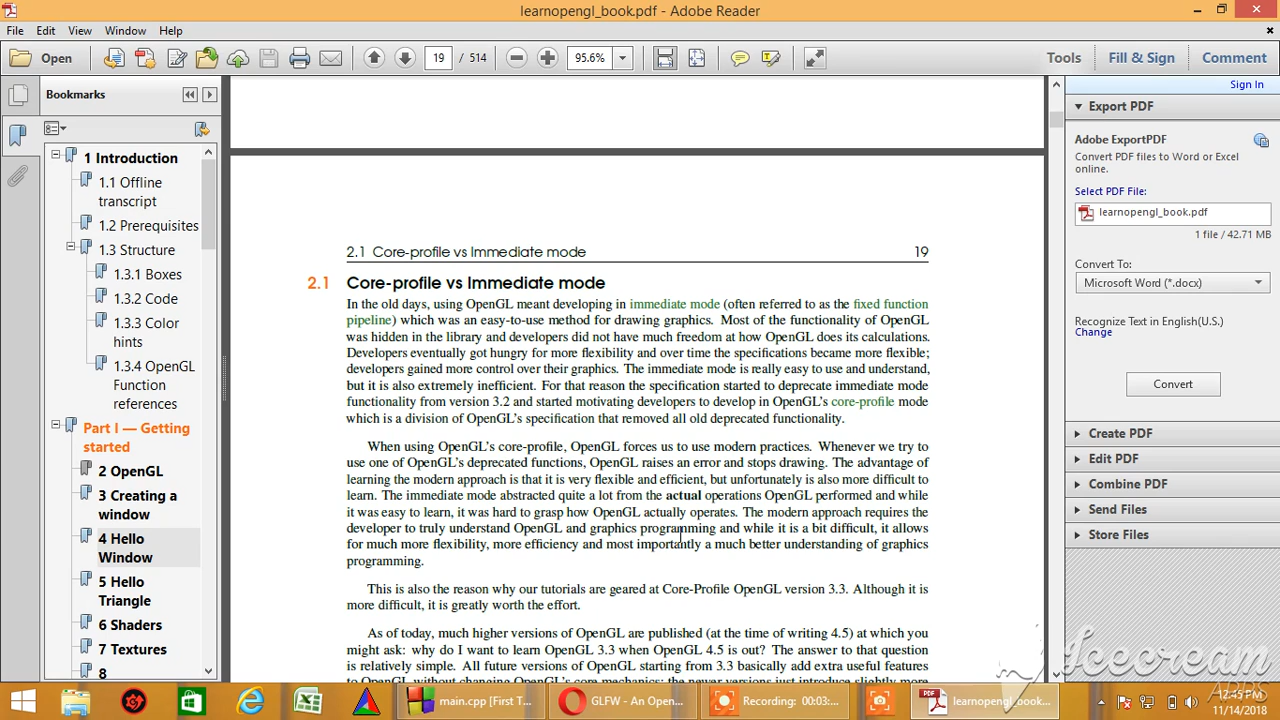 learnopengl_book.pdf - Adobe Reader
File Edit View Window Help
Open 19 / 514 95.6% Tools Fill & Sign Comment
Sign In
Bookmarks
1 Introduction
1.1 Offline
transcript
1.2 Prerequisites
1.3 Structure
1.3.1 Boxes
1.3.2 Code
1.3.3 Color
hints
1.3.4 OpenGL
Function
references
Part I — Getting
started
2 OpenGL
3 Creating a
window
4 Hello
Window
5 Hello
Triangle
6 Shaders
7 Textures
8
2.1 Core-profile vs Immediate mode 19
2.1 Core-profile vs Immediate mode
In the old days, using OpenGL meant developing in immediate mode (often referred to as the fixed function
pipeline) which was an easy-to-use method for drawing graphics. Most of the functionality of OpenGL
was hidden in the library and developers did not have much freedom at how OpenGL does its calculations.
Developers eventually got hungry for more flexibility and over time the specifications became more flexible;
developers gained more control over their graphics. The immediate mode is really easy to use and understand,
but it is also extremely inefficient. For that reason the specification started to deprecate immediate mode
functionality from version 3.2 and started motivating developers to develop in OpenGL's core-profile mode
which is a division of OpenGL's specification that removed all old deprecated functionality.
When using OpenGL's core-profile, OpenGL forces us to use modern practices. Whenever we try to
use one of OpenGL's deprecated functions, OpenGL raises an error and stops drawing. The advantage of
learning the modern approach is that it is very flexible and efficient, but unfortunately is also more difficult to
learn. The immediate mode abstracted quite a lot from the actual operations OpenGL performed and while
it was easy to learn, it was hard to grasp how OpenGL actually operates. The modern approach requires the
developer to truly understand OpenGL and graphics programming and while it is a bit difficult, it allows
for much more flexibility, more efficiency and most importantly a much better understanding of graphics
programming.
This is also the reason why our tutorials are geared at Core-Profile OpenGL version 3.3. Although it is
more difficult, it is greatly worth the effort.
As of today, much higher versions of OpenGL are published (at the time of writing 4.5) at which you
might ask: why do I want to learn OpenGL 3.3 when OpenGL 4.5 is out? The answer to that question
is relatively simple. All future versions of OpenGL starting from 3.3 basically add extra useful features
to OpenGL without changing OpenGL's core mechanics; the newer versions just introduce slightly more
Export PDF
Adobe ExportPDF
Convert PDF files to Word or Excel
online.
Select PDF File:
learnopengl_book.pdf
1 file / 42.71 MB
Convert To:
Microsoft Word (*.docx)
Recognize Text in English(U.S.)
Change
Convert
Create PDF
Edit PDF
Combine PDF
Send Files
Store Files
Icecream
APPS
main.cpp [First T... GLFW - An Open... Recording: 00:03:... learnopengl_book...
12:45 PM
11/14/2018